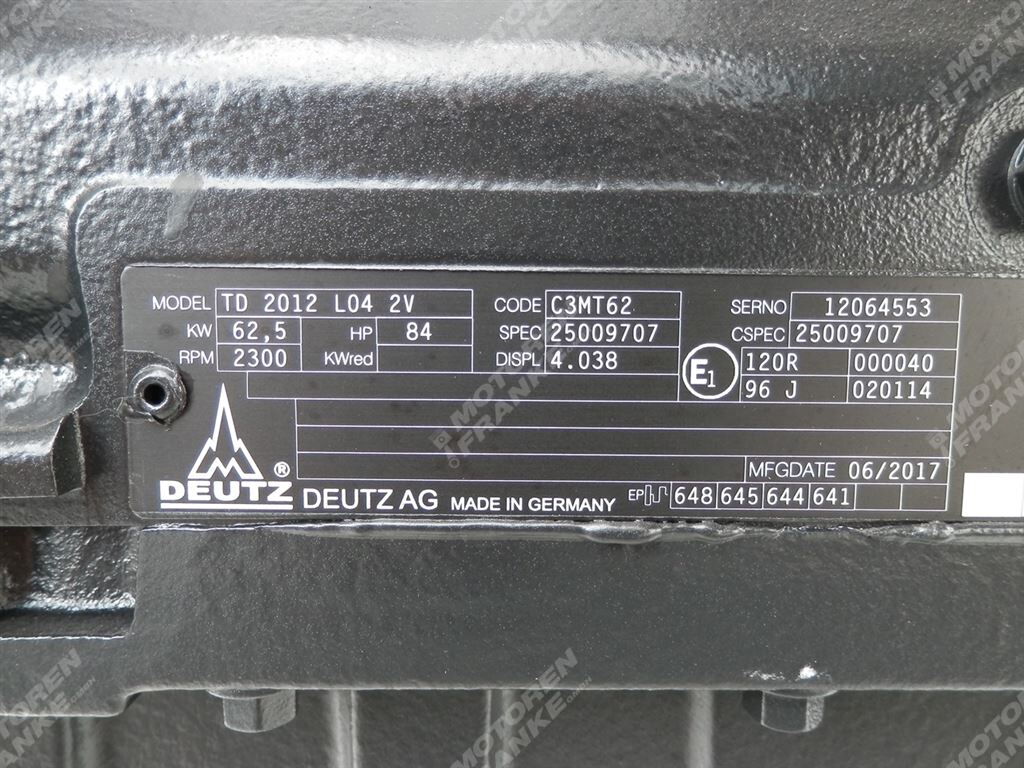 MODEL TD 2012 L04 2V CODE C3MT62 SERNO 12064553
KW 62,5 HP 84 SPEC 25009707 CSPEC 25009707
RPM 2300 KWred DISPL 4.038 E1 120R 000040
96 J 020114
MFGDATE 06/2017
DEUTZ ® DEUTZ AG MADE IN GERMANY EP 648 645 644 641
MOTOREN FRANKE